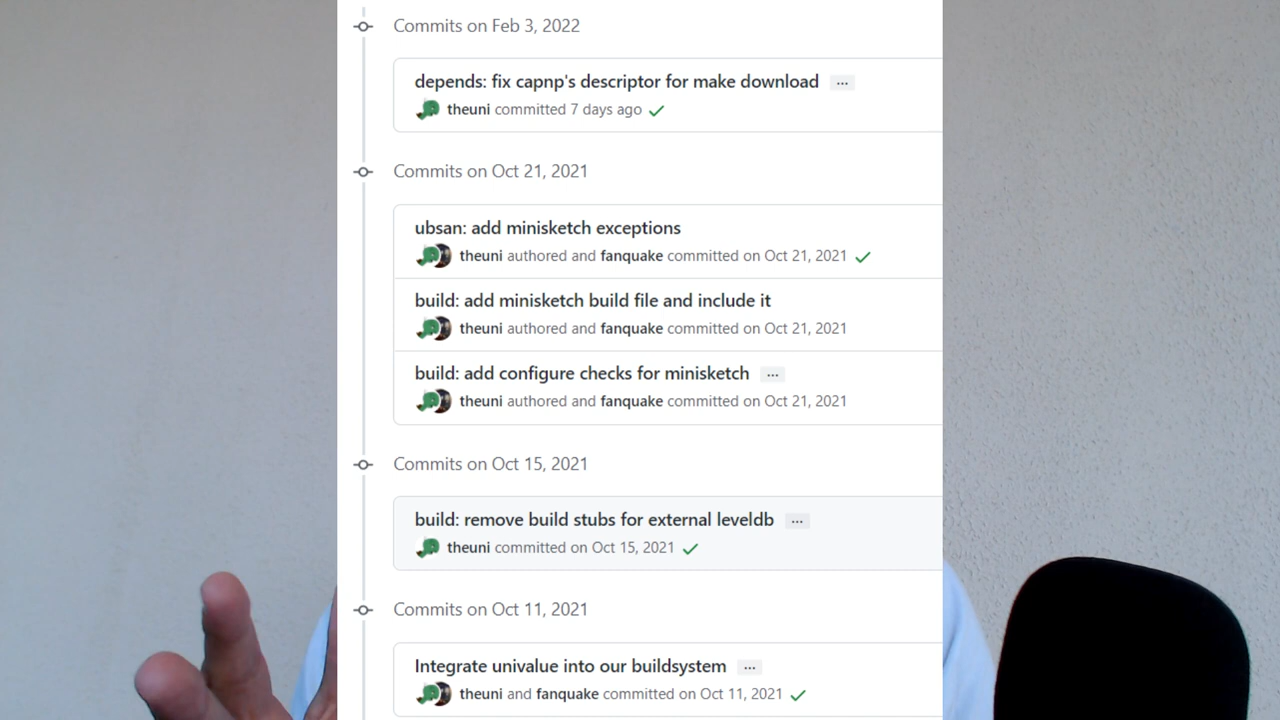 Commits on Feb 3, 2022
depends: fix capnp's descriptor for make download ...
theuni committed 7 days ago
Commits on Oct 21, 2021
ubsan: add minisketch exceptions
theuni authored and fanquake committed on Oct 21, 2021
build: add minisketch build file and include it
theuni authored and fanquake committed on Oct 21, 2021
build: add configure checks for minisketch ...
theuni authored and fanquake committed on Oct 21, 2021
Commits on Oct 15, 2021
build: remove build stubs for external leveldb ...
theuni committed on Oct 15, 2021
Commits on Oct 11, 2021
Integrate univalue into our buildsystem ...
theuni and fanquake committed on Oct 11, 2021